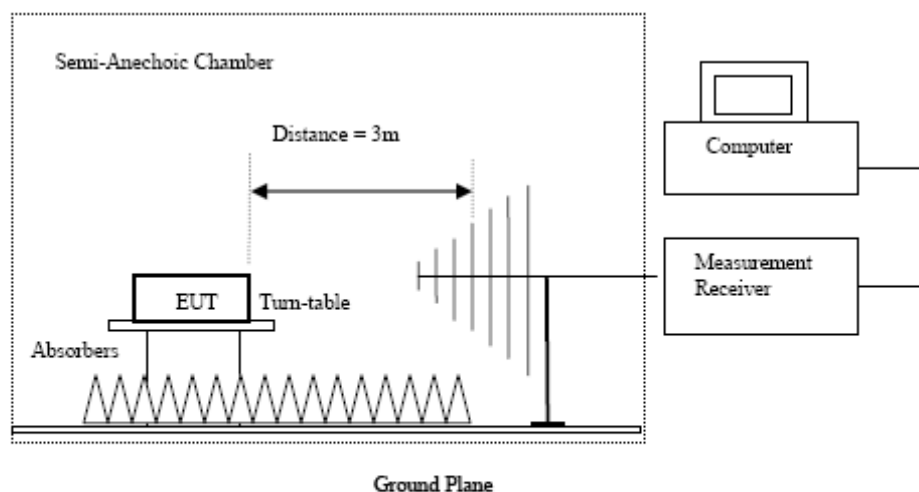 Semi-Anechoic Chamber
Distance = 3m
Computer
Measurement
Receiver
EUT
Turn-table
Absorbers
Ground Plane